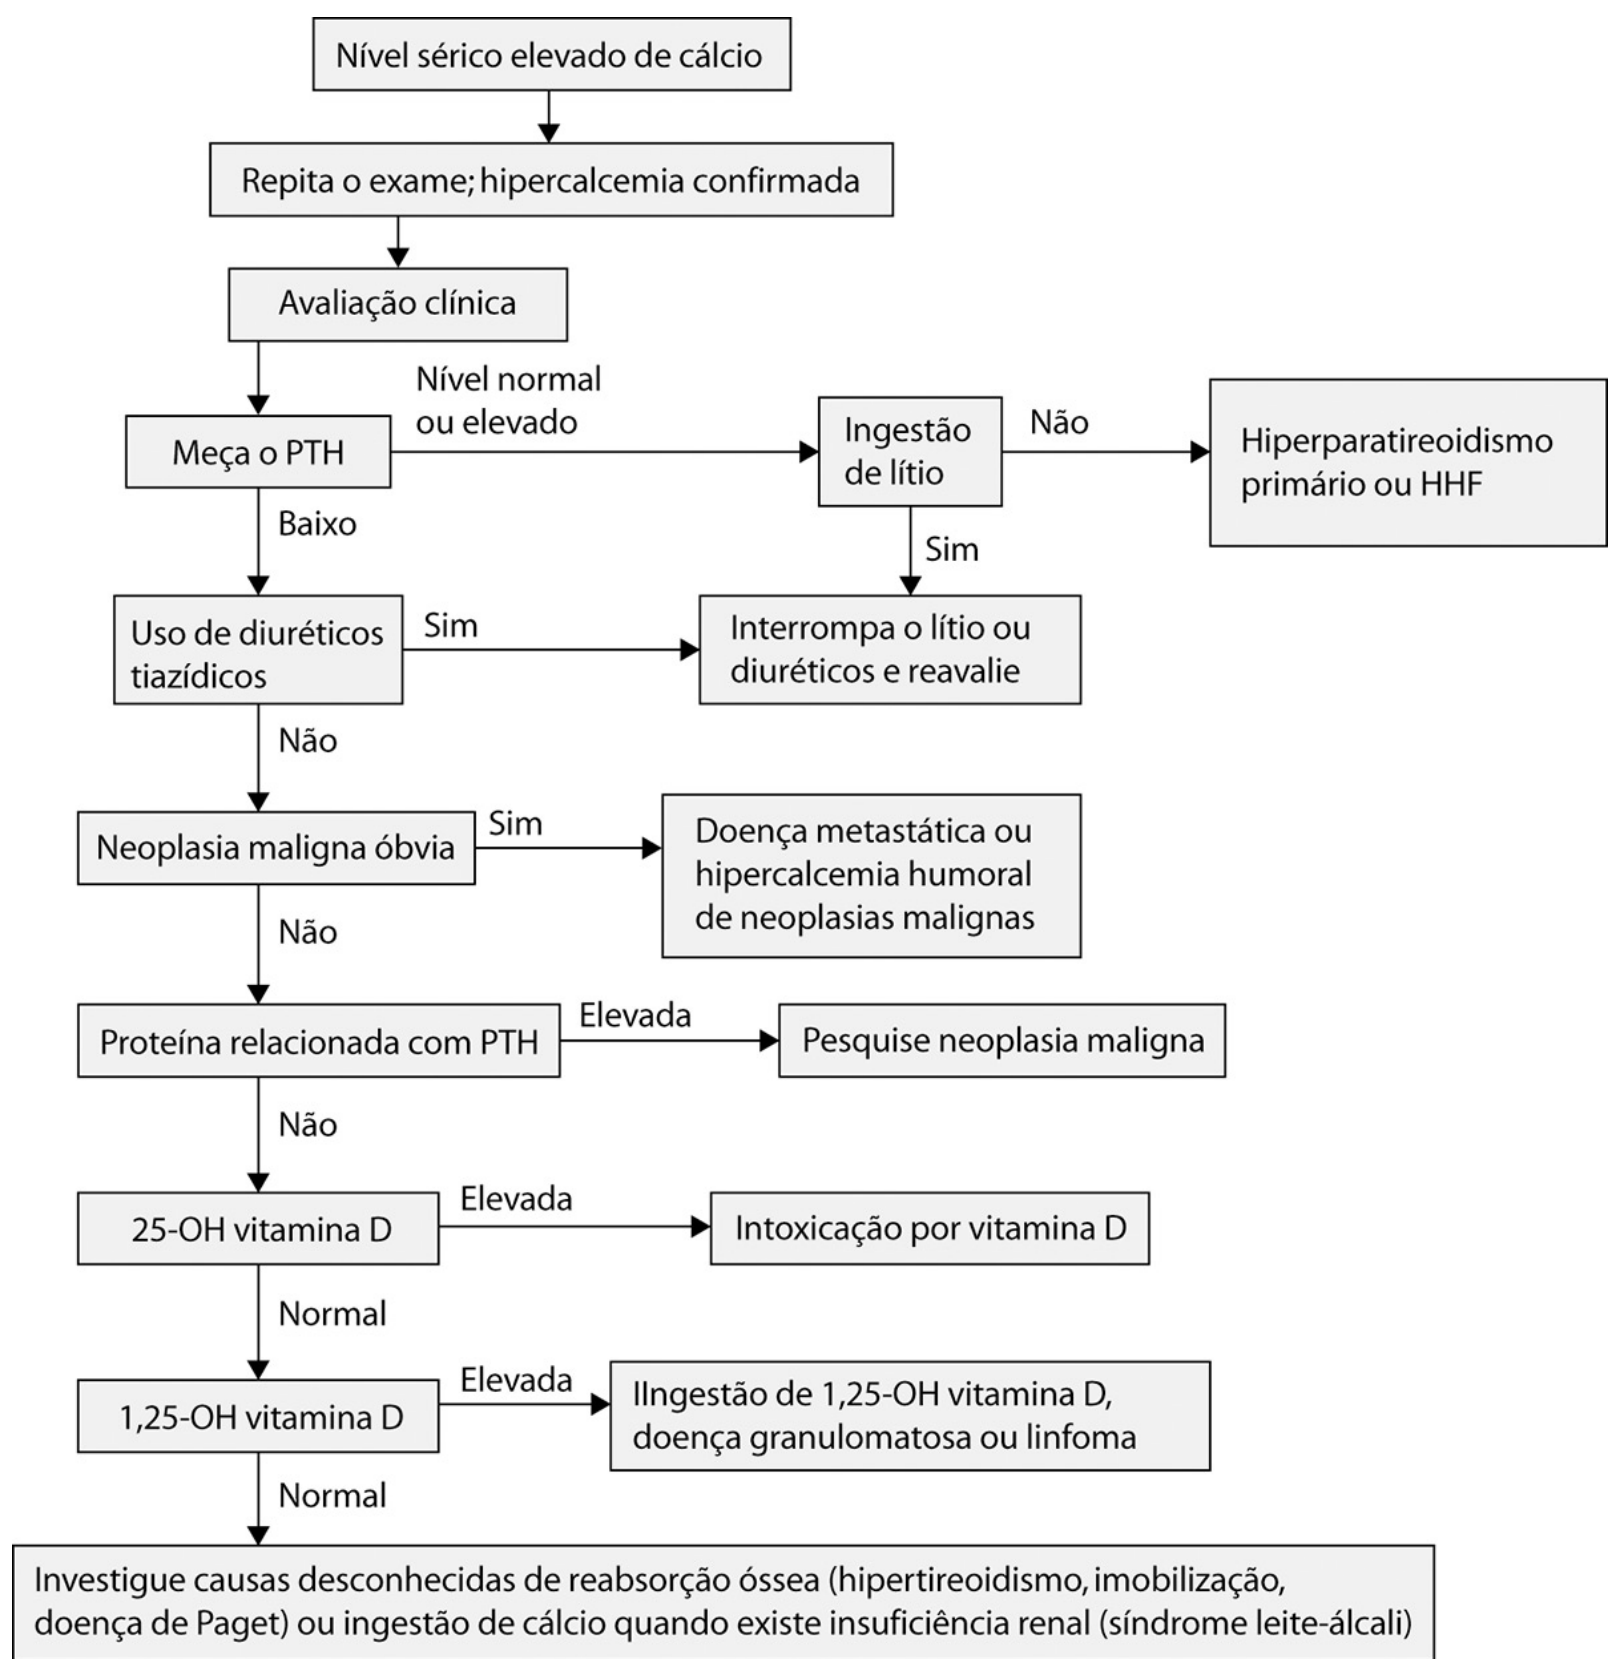 Nível sérico elevado de cálcio
Repita o exame; hipercalcemia confirmada
Avaliação clínica
Nível normal
ou elevado
Meça o PTH
Ingestão
de lítio
Não
Hiperparatireoidismo
primário ou HHF
Baixo
Sim
Uso de diuréticos
tiazídicos
Sim
Interrompa o lítio ou
diuréticos e reavalie
Não
Neoplasia maligna óbvia
Sim
Doença metastática ou
hipercalcemia humoral
de neoplasias malignas
Não
Proteína relacionada com PTH
Elevada
Pesquise neoplasia maligna
Não
25-OH vitamina D
Elevada
Intoxicação por vitamina D
Normal
1,25-OH vitamina D
Elevada
IIngestão de 1,25-OH vitamina D,
doença granulomatosa ou linfoma
Normal
Investigue causas desconhecidas de reabsorção óssea (hipertireoidismo, imobilização,
doença de Paget) ou ingestão de cálcio quando existe insuficiência renal (síndrome leite-álcali)